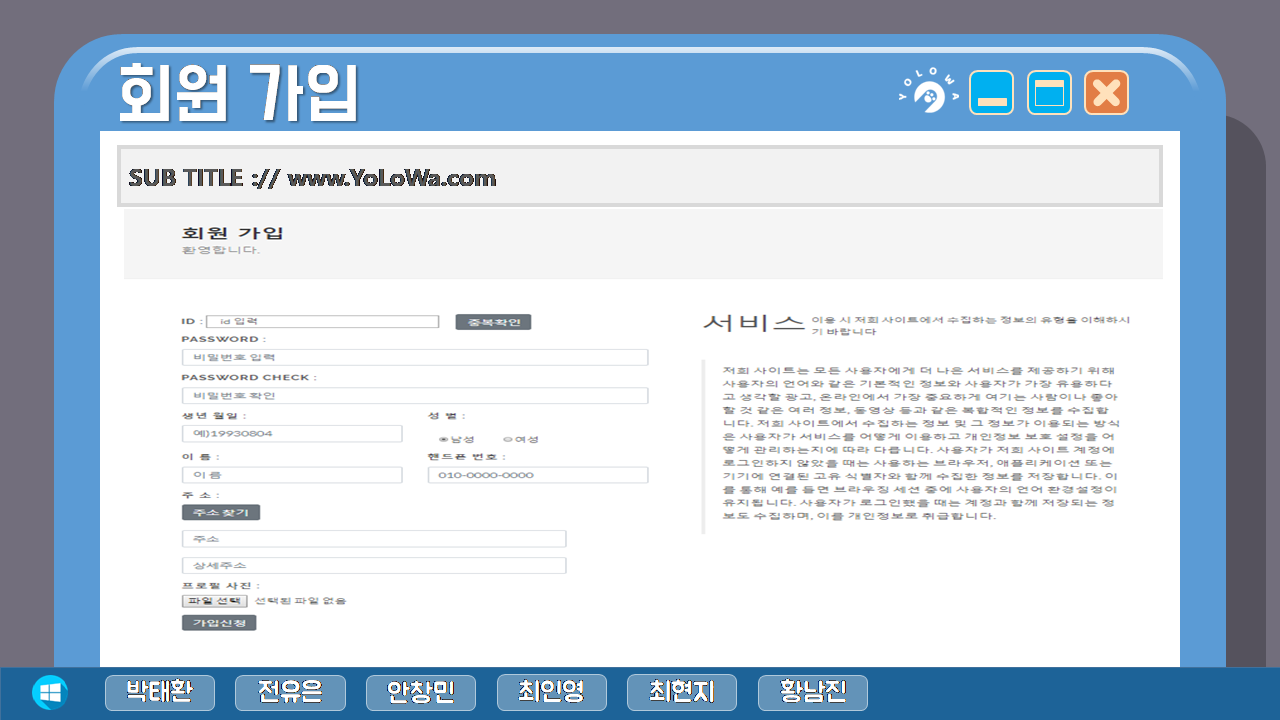 회원 가입
YOLOWA
SUB TITLE :// www.YoLoWa.com
회원 가입
환영합니다.
ID : id 입력 중복확인
PASSWORD :
비밀번호 입력
PASSWORD CHECK :
비밀번호 확인
생년 월일 : 성 별 :
예)19930804 남성 여성
이 름 : 핸드폰 번호 :
이 름 010-0000-0000
주 소 :
주소 찾기
주소
상세주소
프로필 사진 :
파일 선택 선택된 파일 없음
가입신청
서비스 이용 시 저희 사이트에서 수집하는 정보의 유형을 이해하시
기 바랍니다
저희 사이트는 모든 사용자에게 더 나은 서비스를 제공하기 위해
사용자의 언어와 같은 기본적인 정보와 사용자가 가장 유용하다
고 생각할 광고, 온라인에서 가장 중요하게 여기는 사람이나 좋아
할 것 같은 여러 정보, 동영상 등과 같은 복합적인 정보를 수집합
니다. 저희 사이트에서 수집하는 정보 및 그 정보가 이용되는 방식
은 사용자가 서비스를 어떻게 이용하고 개인정보 보호 설정을 어
떻게 관리하는지에 따라 다릅니다. 사용자가 저희 사이트 계정에
로그인하지 않았을 때는 사용하는 브라우저, 애플리케이션 또는
기기에 연결된 고유 식별자와 함께 수집한 정보를 저장합니다. 이
를 통해 예를 들면 브라우징 세션 중에 사용자의 언어 환경설정이
유지됩니다. 사용자가 로그인했을 때는 계정과 함께 저장되는 정
보도 수집하며, 이를 개인정보로 취급합니다.
박태환 전유은 안창민 최인영 최현지 황남진